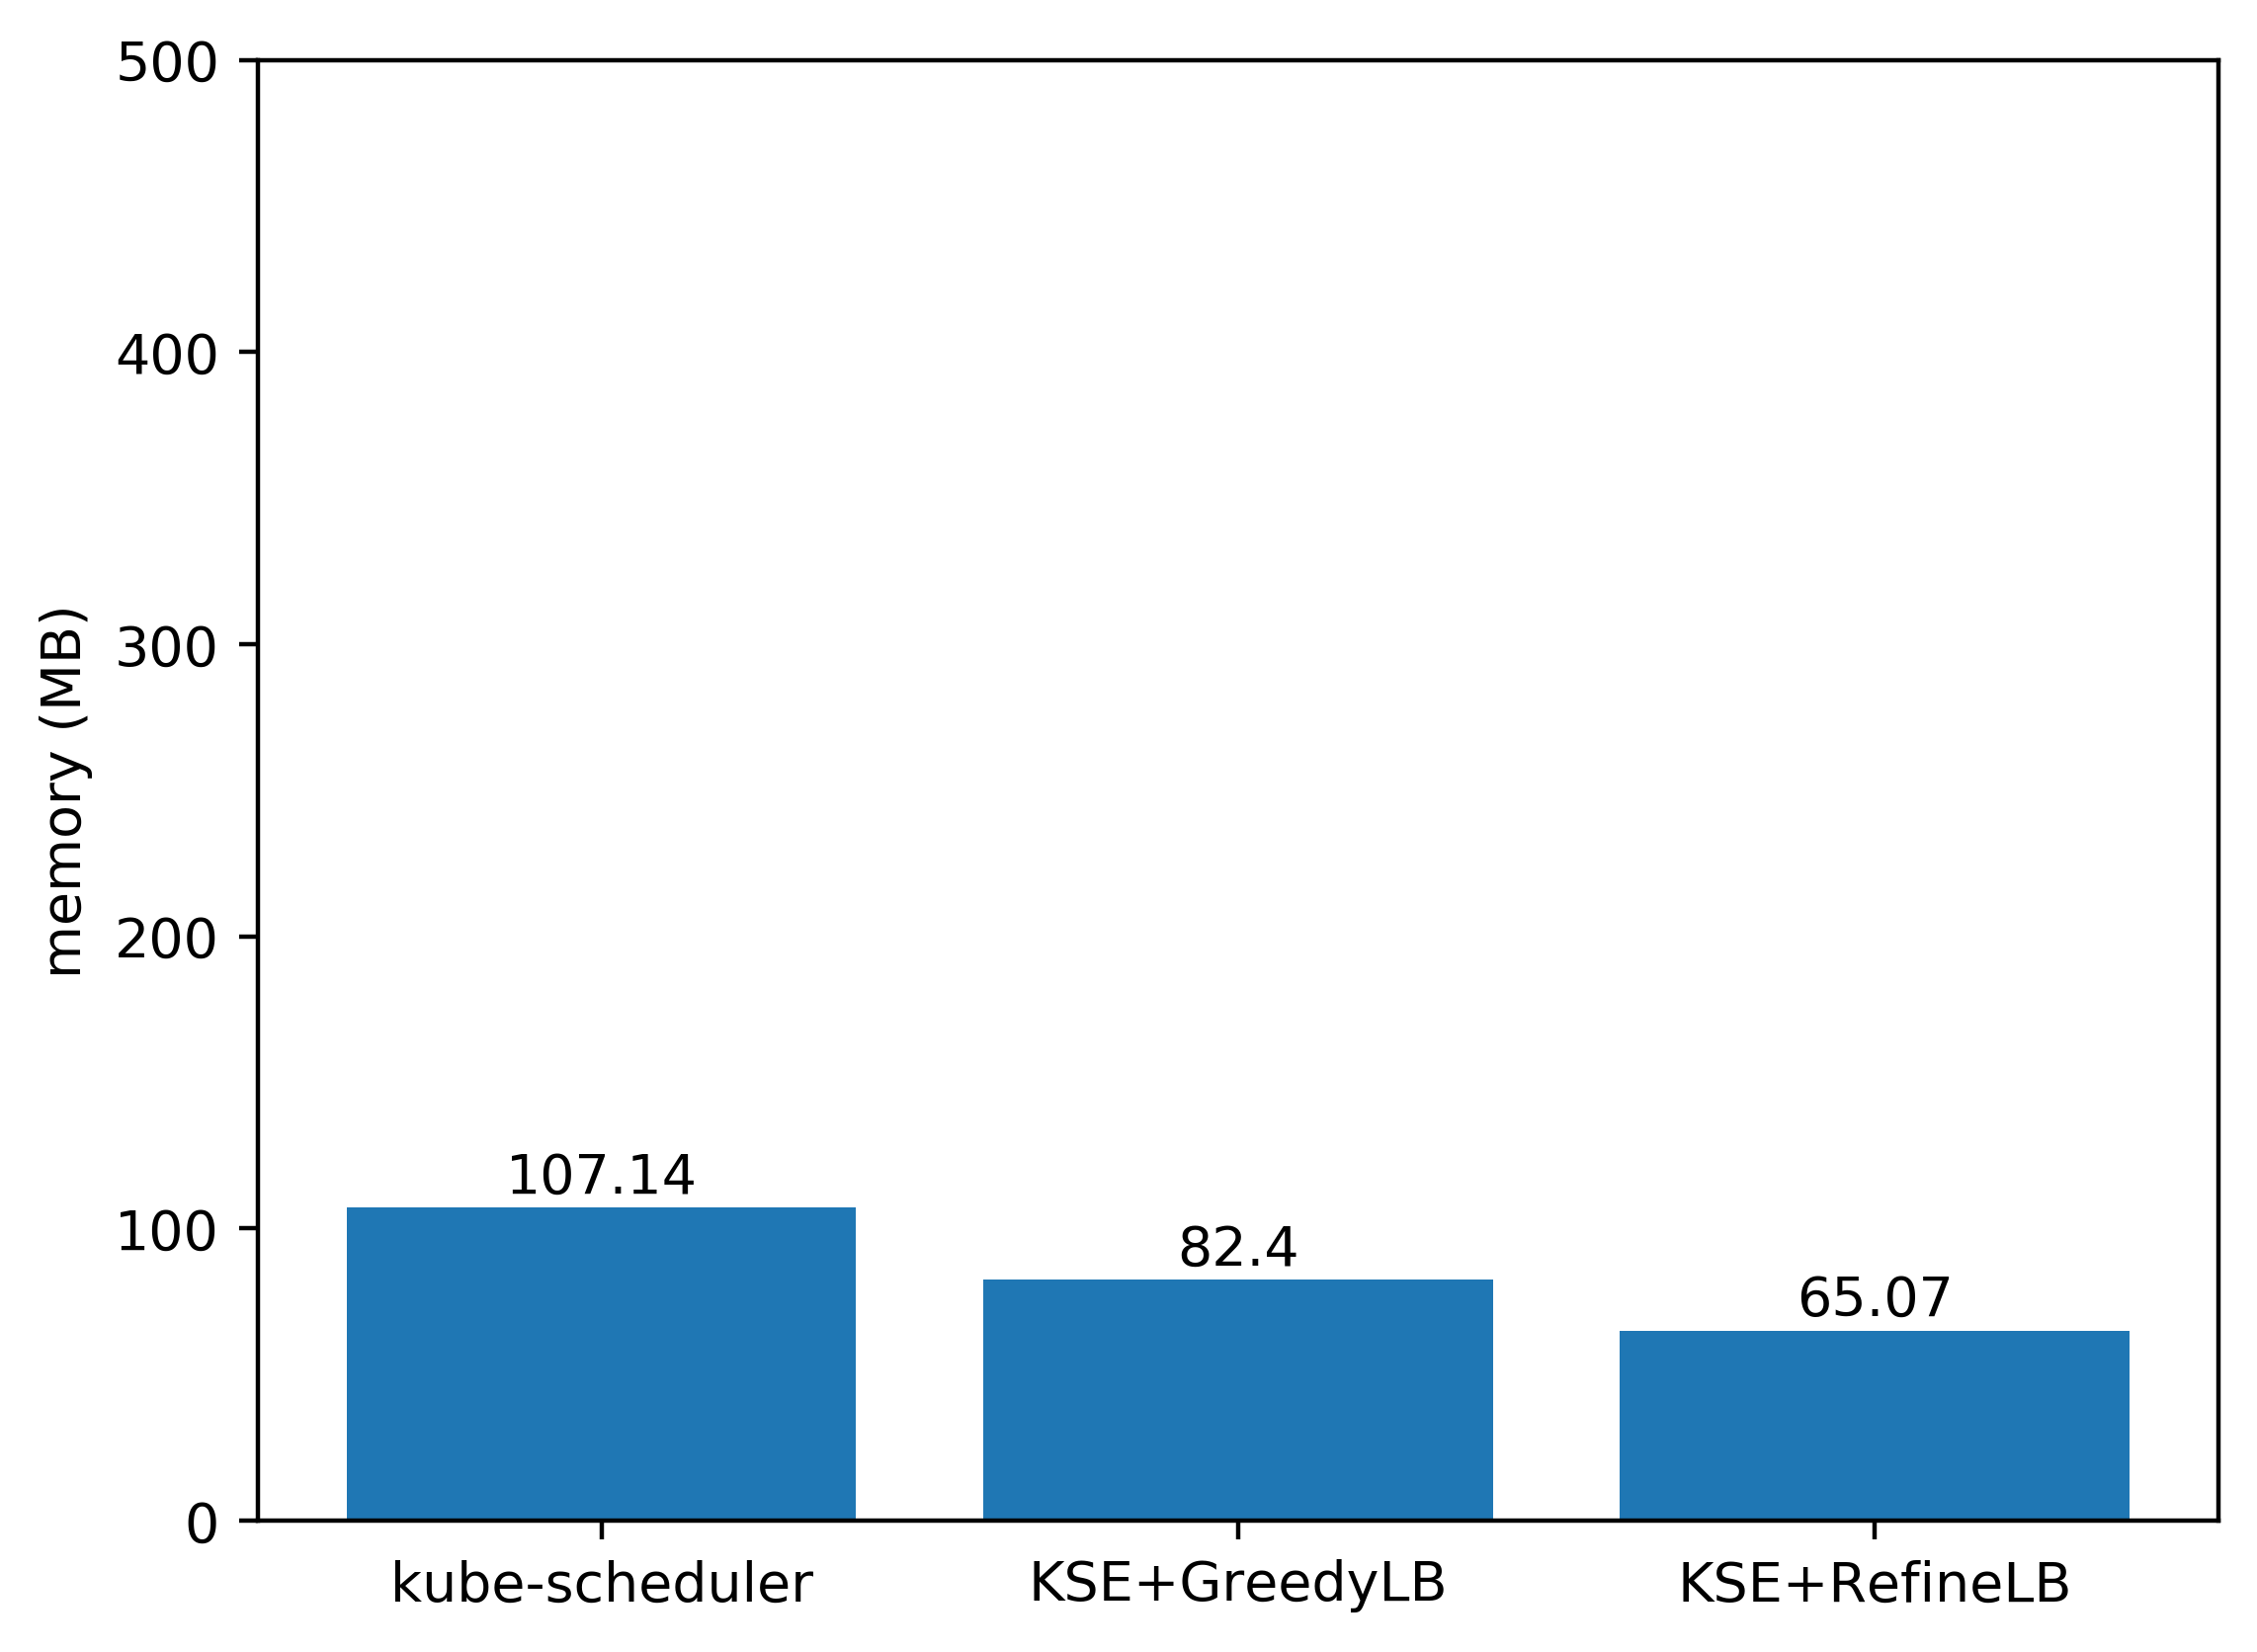 500
400
300
200
100
0
memory (MB)
107.14
82.4
65.07
kube-scheduler
KSE+GreedyLB
KSE+RefineLB